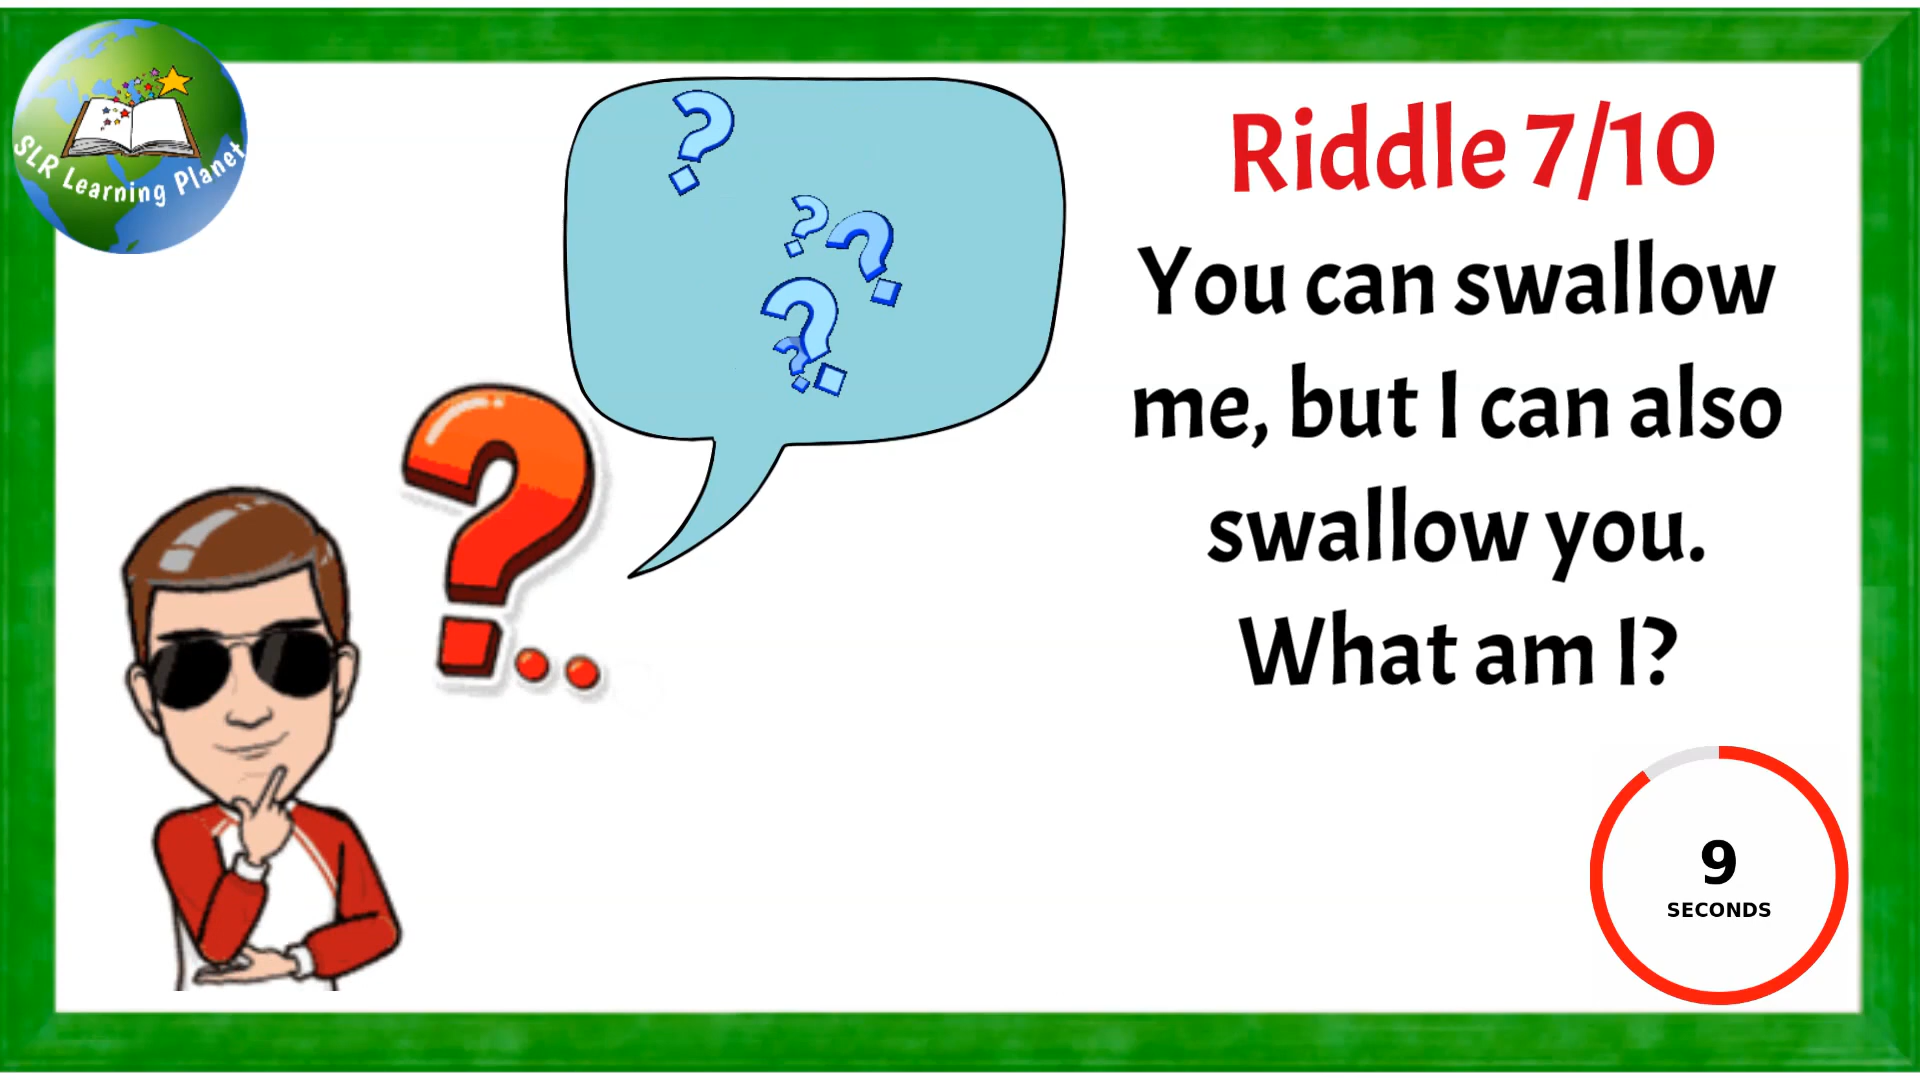 SLR Learning Planet
Riddle 7/10
You can swallow
me, but I can also
swallow you.
What am I?
9
SECONDS